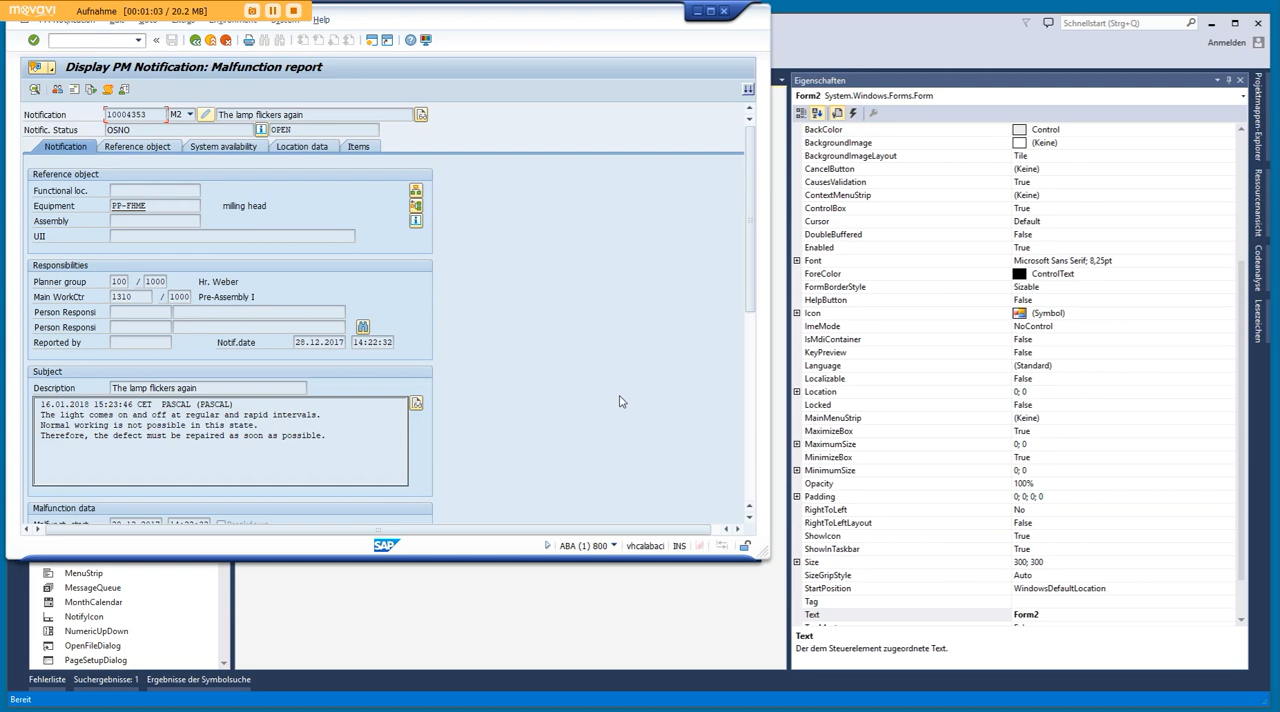 movavi
Aufnahme (00:01:03 / 20.2 MB)
Help
Display PM Notification: Malfunction report
Notification 10004353 M2 The lamp flickers again
Notific. Status OSNO OPEN
Notification Reference object System availability Location data Items
Reference object
Functional loc.
Equipment PP-FHME miling head
Assembly
UII
Responsibilities
Planner group 100 / 1000 Hr. Weber
Main WorkCtr 1310 / 1000 Pre-Assembly I
Person Responsi
Person Responsi
Reported by Notif.date 28.12.2017 14:22:32
Subject
Description The lamp flickers again
16.01.2018 15:23:46 CET PASCAL (PASCAL)
The light comes on and off at regular and rapid intervals.
Normal working is not possible in this state.
Therefore, the defect must be repaired as soon as possible.
Malfunction data
SAP
ABA (1) 800 vhcalabaci INS
MenuStrip
MessageQueue
MonthCalendar
NotifyIcon
NumericUpDown
OpenFileDialog
PageSetupDialog
Fehlerliste Suchergebnisse: 1 Ergebnisse der Symbolsuche
Bereit
Schnellstart (Strg+Q)
Anmelden
Eigenschaften
Form2 System.Windows.Forms.Form
BackColor Control
BackgroundImage (Keine)
BackgroundImageLayout Tile
CancelButton (Keine)
CausesValidation True
ContextMenuStrip (Keine)
ControlBox True
Cursor Default
DoubleBuffered False
Enabled True
Font Microsoft Sans Serif; 8,25pt
ForeColor ControlText
FormBorderStyle Sizable
HelpButton False
Icon (Symbol)
ImeMode NoControl
IsMdiContainer False
KeyPreview False
Language (Standard)
Localizable False
Location 0; 0
Locked False
MainMenuStrip (Keine)
MaximizeBox True
MaximumSize 0; 0
MinimizeBox True
MinimumSize 0; 0
Opacity 100%
Padding 0; 0; 0; 0
RightToLeft No
RightToLeftLayout False
ShowIcon True
ShowInTaskbar True
Size 300; 300
SizeGripStyle Auto
StartPosition WindowsDefaultLocation
Tag
Text Form2
Text
Der dem Steuerelement zugeordnete Text.
Projektmappen-Explorer
Ressourcenansicht
Codeanalyse
Lesezeichen